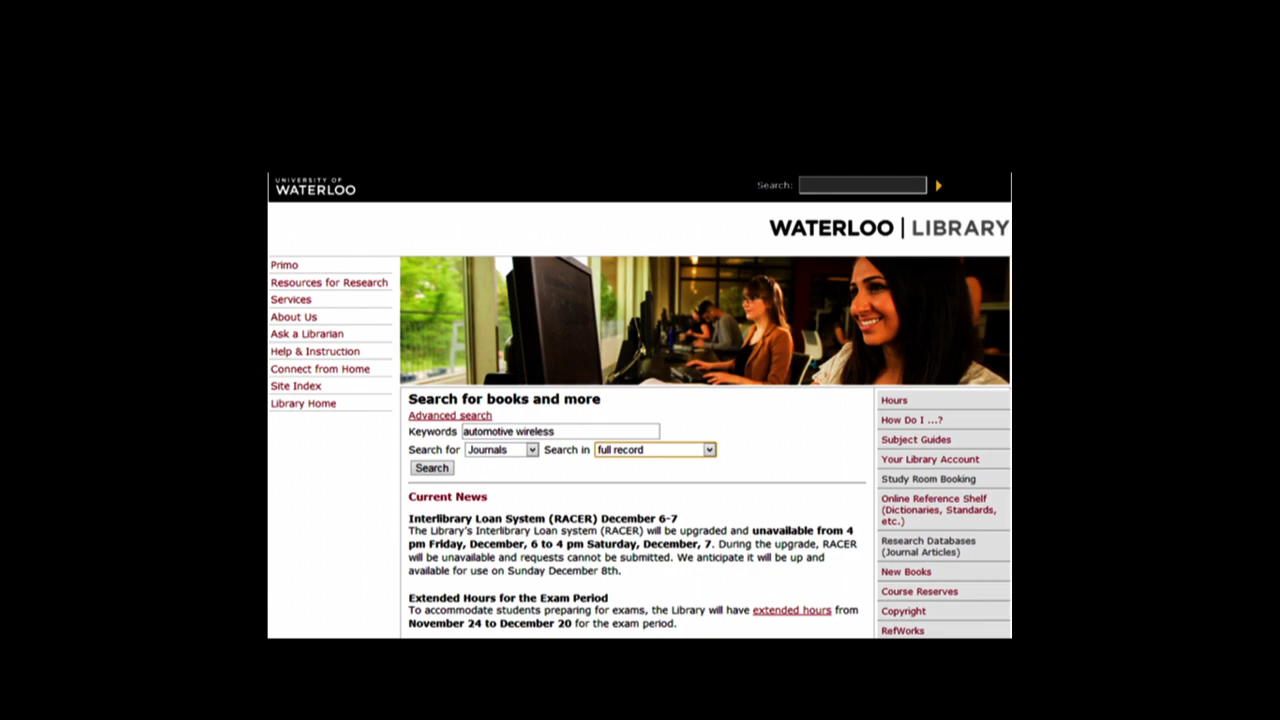 UNIVERSITY OF
WATERLOO
Search:
WATERLOO | LIBRARY
Primo
Resources for Research
Services
About Us
Ask a Librarian
Help & Instruction
Connect from Home
Site Index
Library Home
Search for books and more
Advanced search
Keywords automotive wireless
Search for Journals Search in full record
Search
Current News
Interlibrary Loan System (RACER) December 6-7
The Library's Interlibrary Loan system (RACER) will be upgraded and unavailable from 4
pm Friday, December, 6 to 4 pm Saturday, December, 7. During the upgrade, RACER
will be unavailable and requests cannot be submitted. We anticipate it will be up and
available for use on Sunday December 8th.
Extended Hours for the Exam Period
To accommodate students preparing for exams, the Library will have extended hours from
November 24 to December 20 for the exam period.
Hours
How Do I ...?
Subject Guides
Your Library Account
Study Room Booking
Online Reference Shelf
(Dictionaries, Standards,
etc.)
Research Databases
(Journal Articles)
New Books
Course Reserves
Copyright
RefWorks